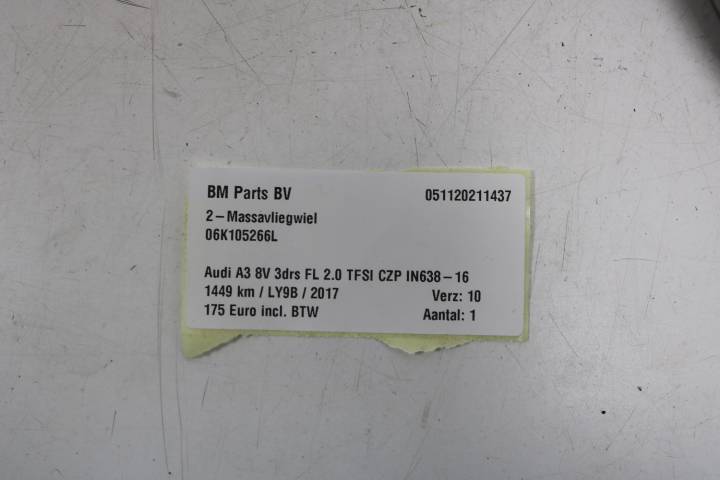 BM Parts BV 051120211437
2-Massavliegwiel
06K105266L
Audi A3 8V 3drs FL 2.0 TFSI CZP IN638-16
1449 km / LY9B / 2017 Verz: 10
175 Euro incl. BTW Aantal: 1